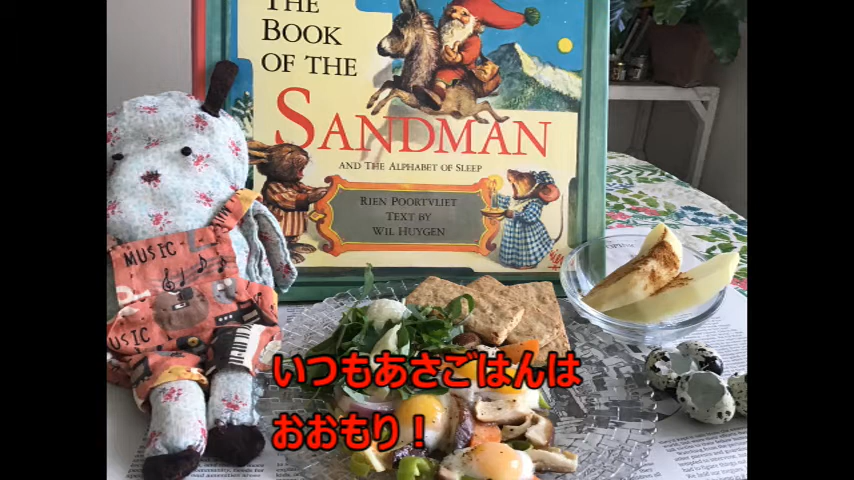 THE
BOOK
OF THE
SANDMAN
AND THE ALPHABET OF SLEEP
RIEN POORTVLIET
TEXT BY
WIL HUYGEN
MUSIC
MUSIC
いつもあさごはんは
おおもり！